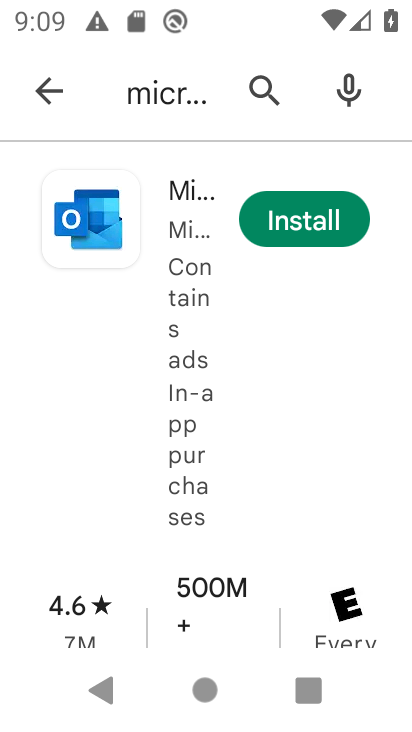 9:09
micr...
Mi...
Mi...
Install
Con
tain
s
ads
In-a
pp
pur
cha
ses
O
4.6★
7M
500M
+
E
Every